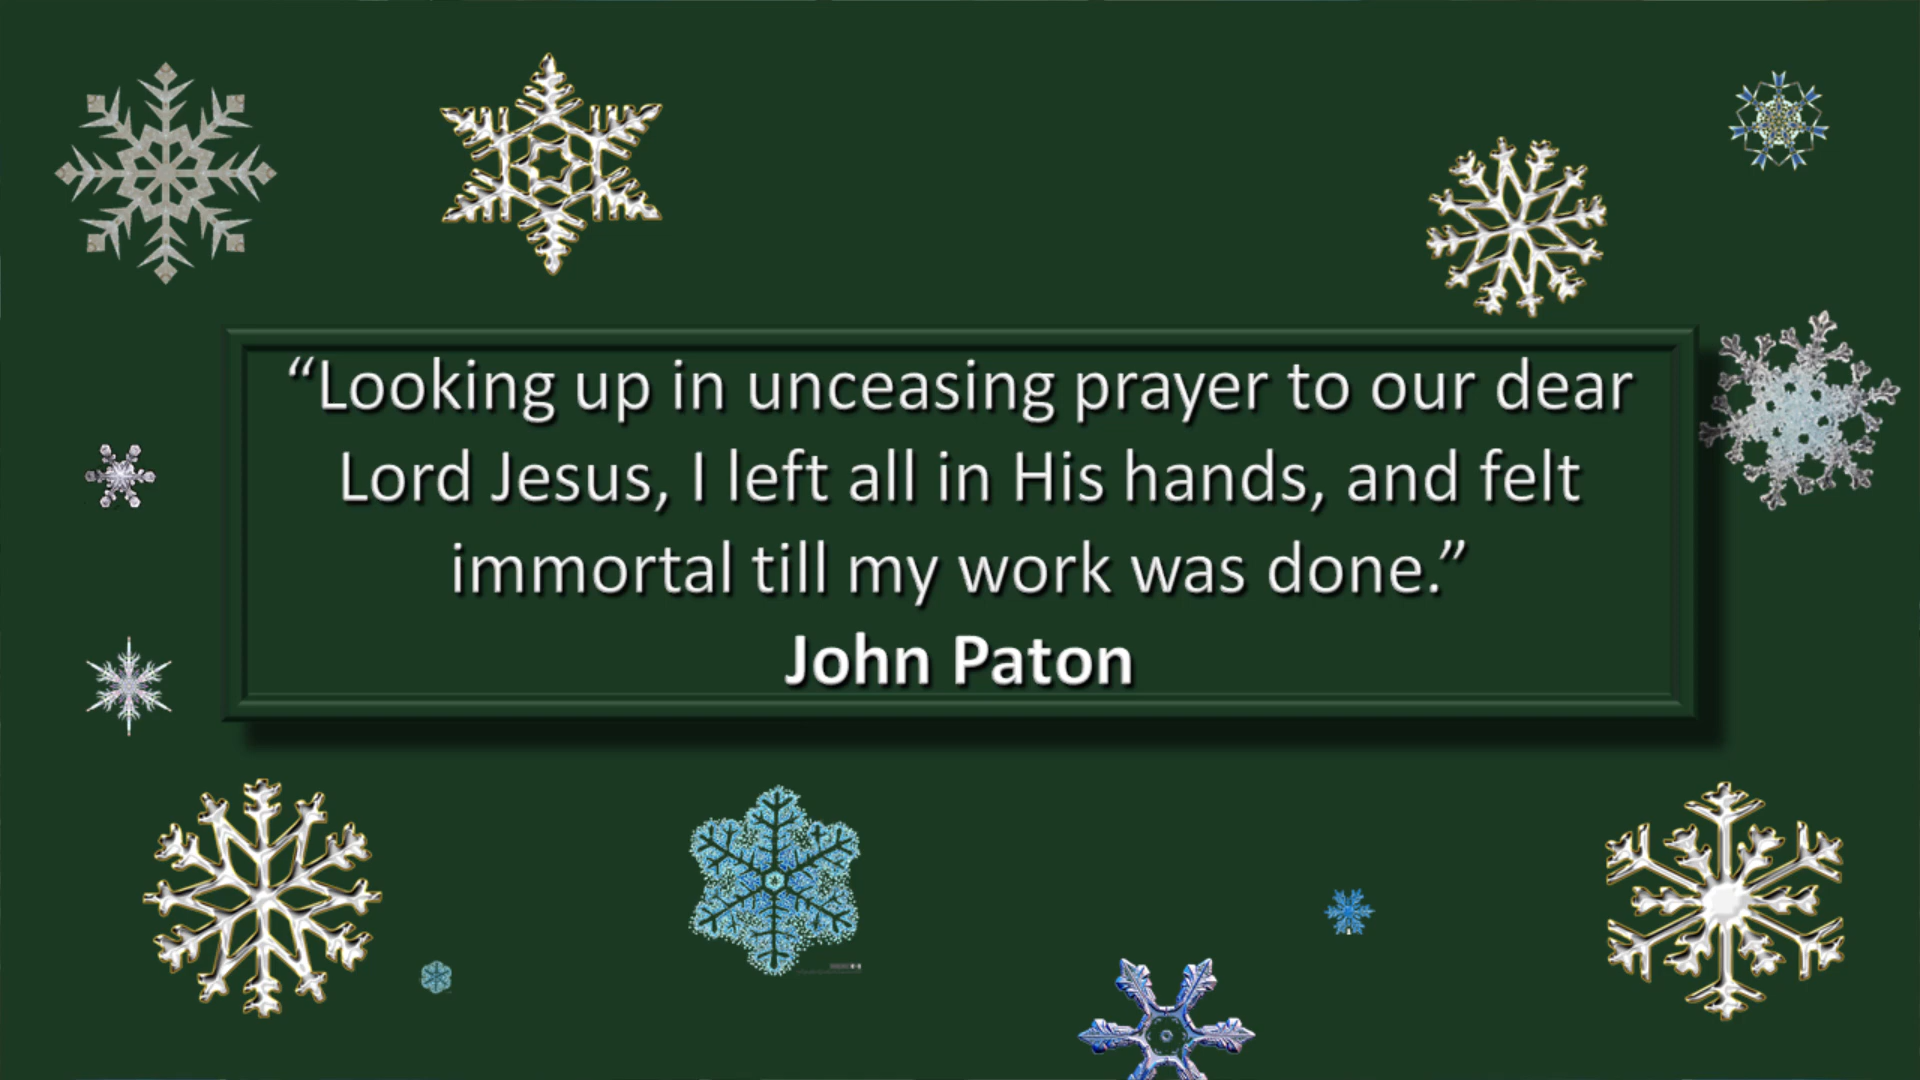 “Looking up in unceasing prayer to our dear
Lord Jesus, I left all in His hands, and felt
immortal till my work was done.”
John Paton